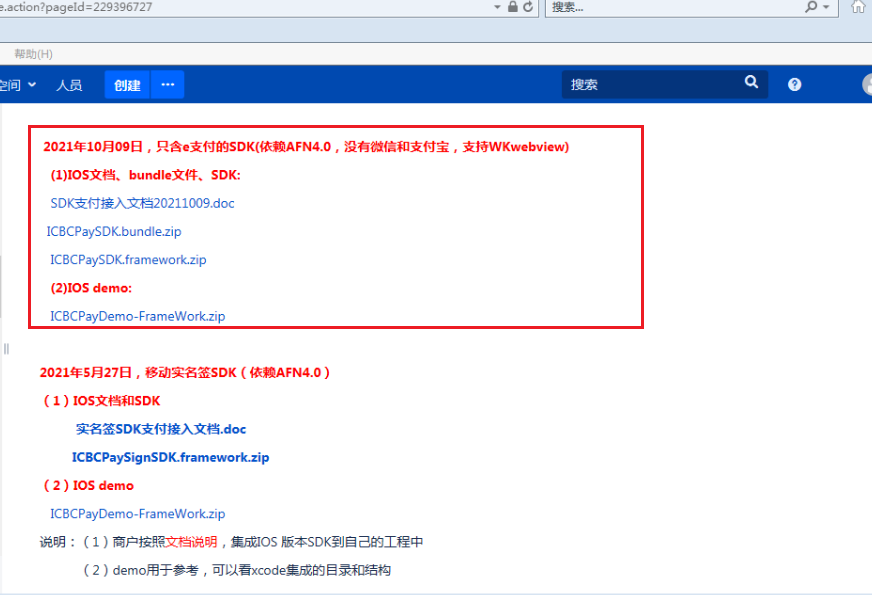 e.action?pageId=229396727
搜索...
帮助(H)
空间
人员
创建
...
搜索
2021年10月09日，只含e支付的SDK(依赖AFN4.0，没有微信和支付宝，支持WKwebview)
(1)IOS文档、bundle文件、SDK:
SDK支付接入文档20211009.doc
ICBCPaySDK.bundle.zip
ICBCPaySDK.framework.zip
(2)IOS demo:
ICBCPayDemo-FrameWork.zip
2021年5月27日，移动实名签SDK（依赖AFN4.0）
（1）IOS文档和SDK
实名签SDK支付接入文档.doc
ICBCPaySignSDK.framework.zip
（2）IOS demo
ICBCPayDemo-FrameWork.zip
说明：（1）商户按照文档说明，集成IOS 版本SDK到自己的工程中
（2）demo用于参考，可以看xcode集成的目录和结构